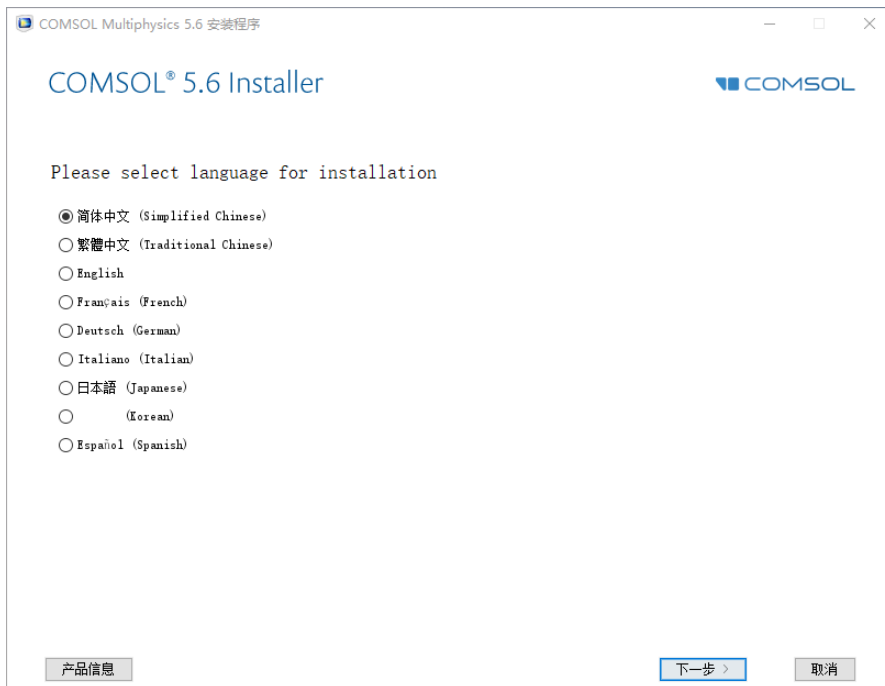 COMSOL Multiphysics 5.6 安装程序
COMSOL® 5.6 Installer
COMSOL
Please select language for installation
简体中文 (Simplified Chinese)
繁體中文 (Traditional Chinese)
English
Français (French)
Deutsch (German)
Italiano (Italian)
日本語 (Japanese)
(Korean)
Español (Spanish)
产品信息 下一步 > 取消